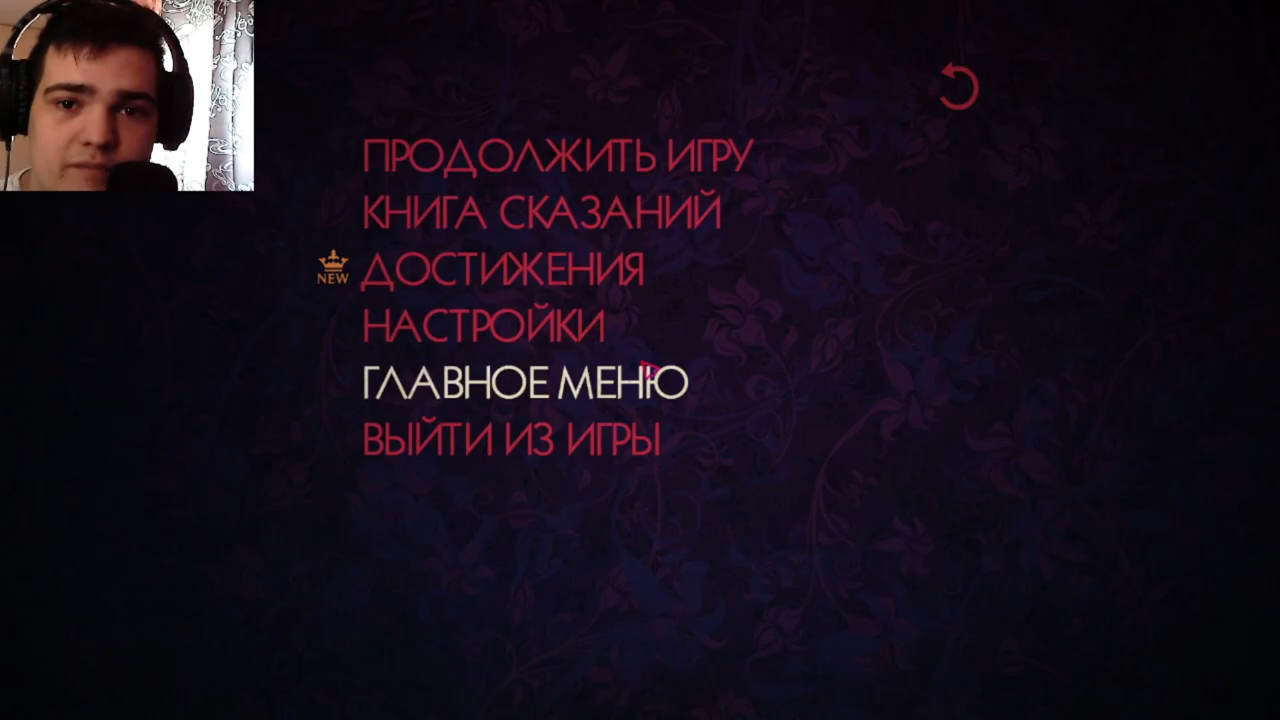 ПРОДОЛЖИТЬ ИГРУ
КНИГА СКАЗАНИЙ
NEW ДОСТИЖЕНИЯ
НАСТРОЙКИ
ГЛАВНОЕ МЕНЮ
ВЫЙТИ ИЗ ИГРЫ